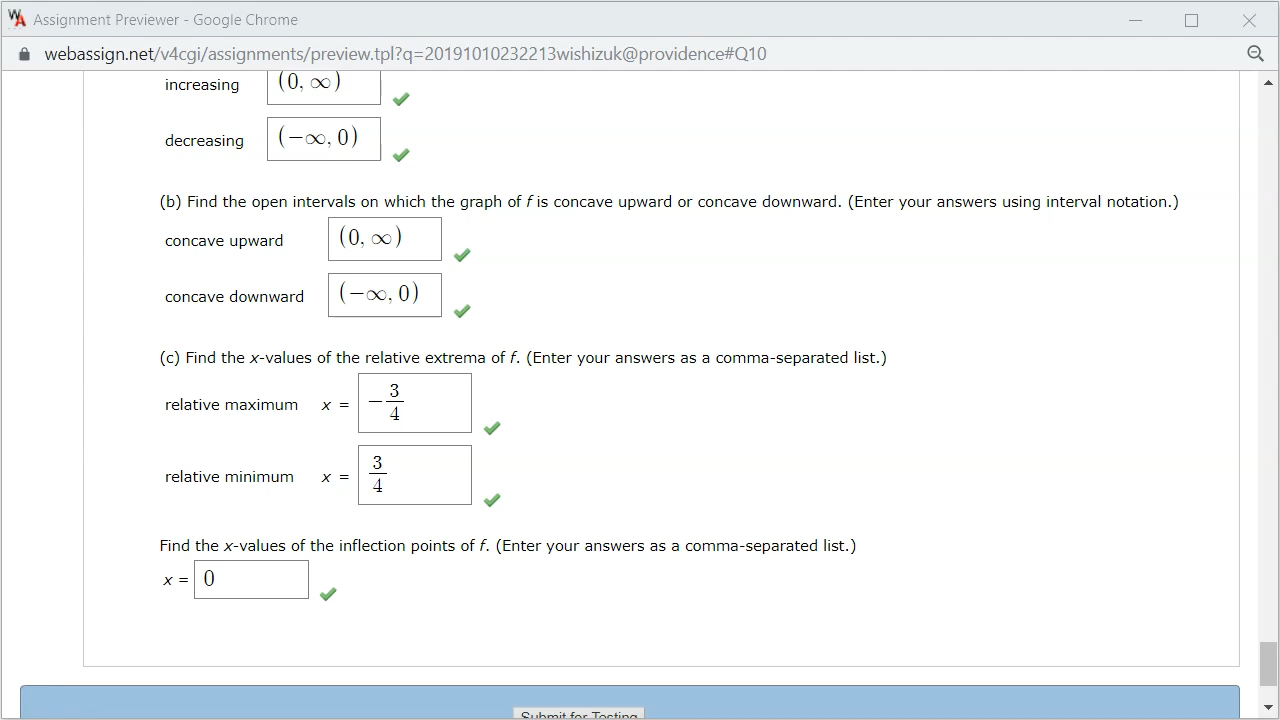 Assignment Previewer - Google Chrome
webassign.net/v4cgi/assignments/preview.tpl?q=20191010232213wishizuk@providence#Q10
increasing (0, ∞)
decreasing (−∞, 0)
(b) Find the open intervals on which the graph of f is concave upward or concave downward. (Enter your answers using interval notation.)
concave upward (0, ∞)
concave downward (−∞, 0)
(c) Find the x-values of the relative extrema of f. (Enter your answers as a comma-separated list.)
relative maximum x = −3/4
relative minimum x = 3/4
Find the x-values of the inflection points of f. (Enter your answers as a comma-separated list.)
x = 0
Submit for Testing